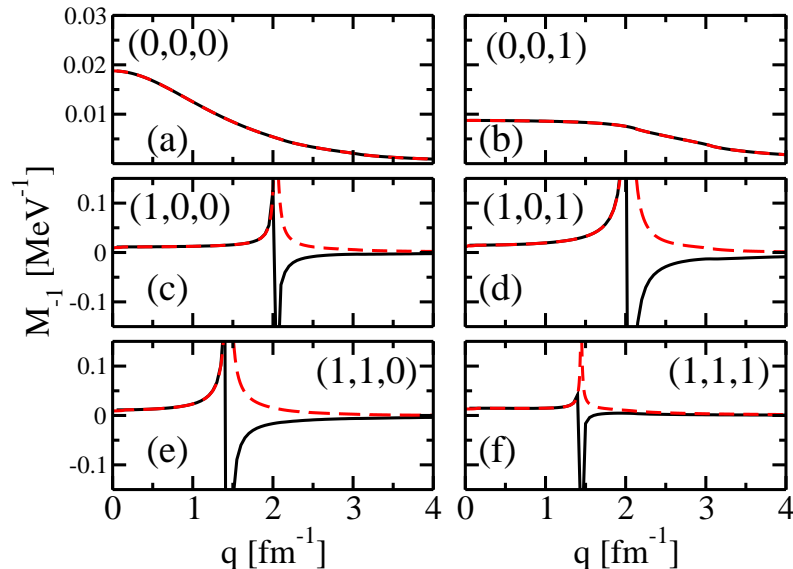 (0,0,0) (0,0,1)
0.03
0.02
0.01
(a) (b)
(1,0,0) (1,0,1)
0.1
0
-0.1
(c) (d)
M-1 [MeV-1]
(1,1,0) (1,1,1)
0.1
0
-0.1
(e) (f)
0 1 2 3 4 0 1 2 3 4
q [fm-1] q [fm-1]